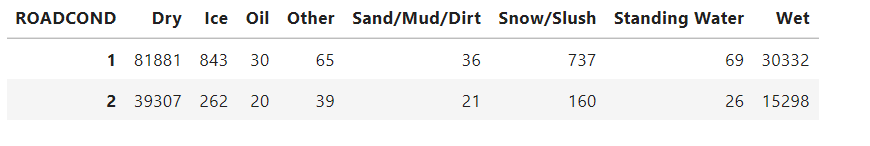 ROADCOND Dry Ice Oil Other Sand/Mud/Dirt Snow/Slush Standing Water Wet
1 81881 843 30 65 36 737 69 30332
2 39307 262 20 39 21 160 26 15298